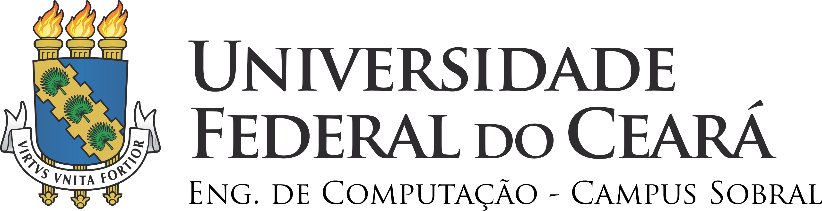 UNIVERSIDADE
FEDERAL DO CEARÁ
ENG. DE COMPUTAÇÃO - CAMPUS SOBRAL
VIRTVS VNITA FORTIOR